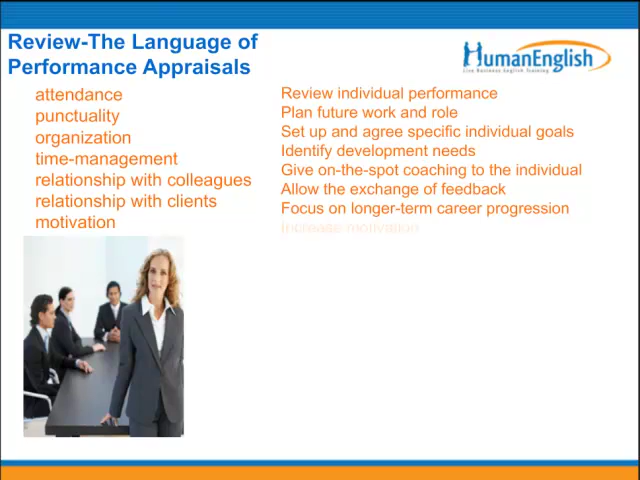 Review-The Language of
Performance Appraisals
HumanEnglish
Live Business English Training
attendance
punctuality
organization
time-management
relationship with colleagues
relationship with clients
motivation
Review individual performance
Plan future work and role
Set up and agree specific individual goals
Identify development needs
Give on-the-spot coaching to the individual
Allow the exchange of feedback
Focus on longer-term career progression
Increase motivation